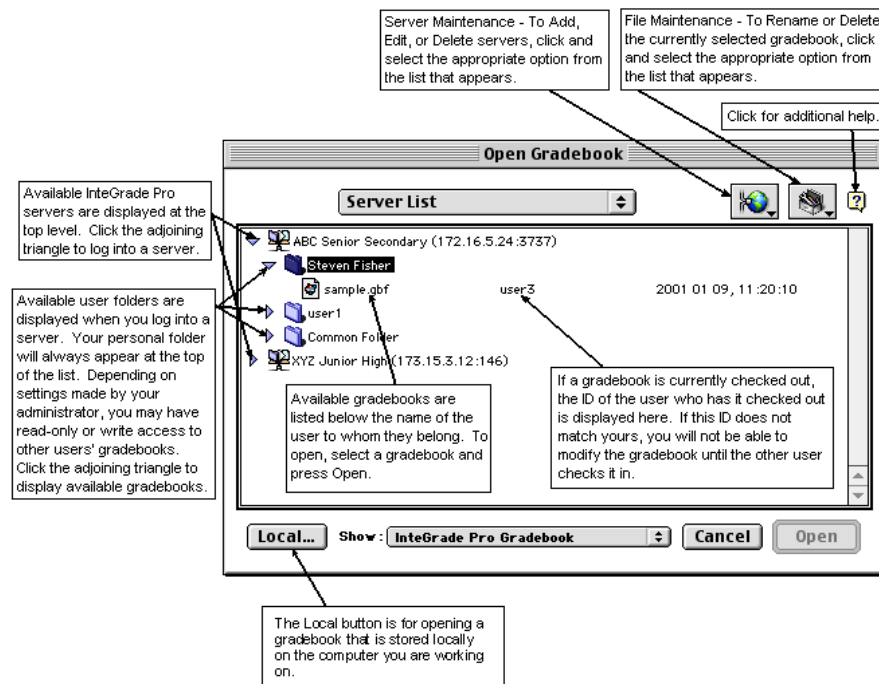 Server Maintenance - To Add,
Edit, or Delete servers, click and
select the appropriate option from
the list that appears.
File Maintenance - To Rename or Delete
the currently selected gradebook, click
and select the appropriate option from
the list that appears.
Click for additional help.
Open Gradebook
Server List
Available InteGrade Pro
servers are displayed at the
top level. Click the adjoining
triangle to log into a server.
ABC Senior Secondary (172.16.5.24:3737)
Steven Fisher
sample.gbf user3 2001 01 09, 11:20:10
user1
Common Folder
XYZ Junior High (173.15.3.12:146)
Available user folders are
displayed when you log into a
server. Your personal folder
will always appear at the top
of the list. Depending on
settings made by your
administrator, you may have
read-only or write access to
other users' gradebooks.
Click the adjoining triangle to
display available gradebooks.
Available gradebooks are
listed below the name of the
user to whom they belong. To
open, select a gradebook and
press Open.
If a gradebook is currently checked out,
the ID of the user who has it checked out
is displayed here. If this ID does not
match yours, you will not be able to
modify the gradebook until the other user
checks it in.
Local... Show: InteGrade Pro Gradebook Cancel Open
The Local button is for opening a
gradebook that is stored locally
on the computer you are working
on.